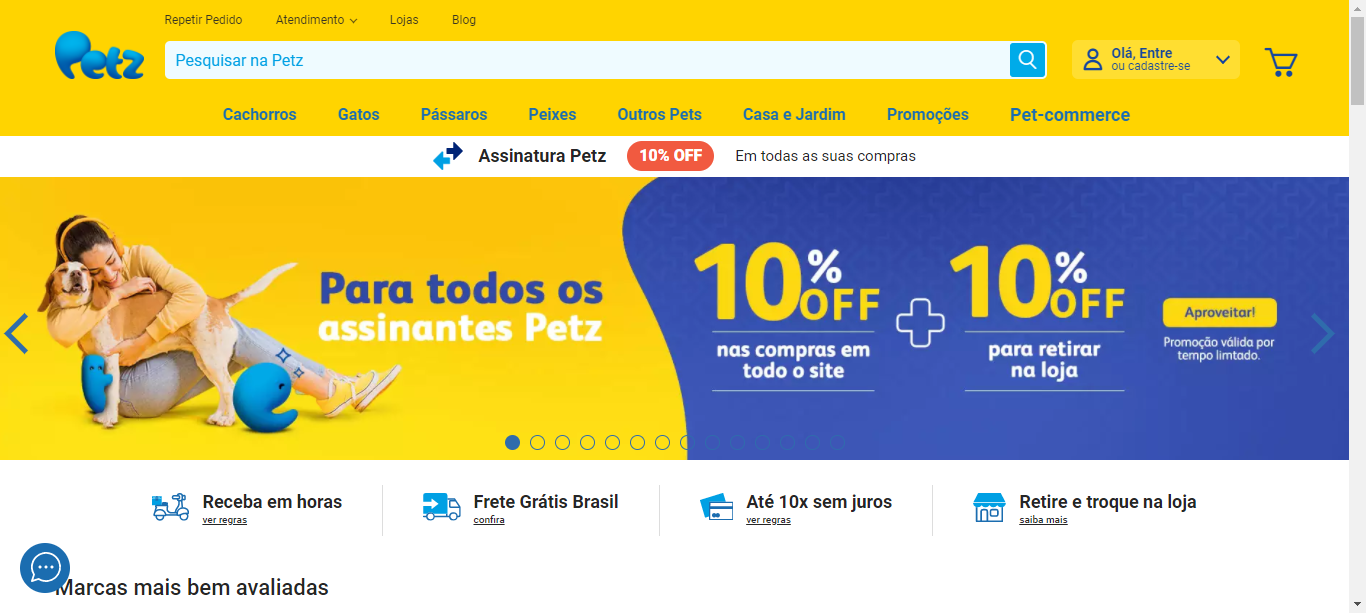 Repetir Pedido
Atendimento
Lojas
Blog
Petz
Pesquisar na Petz
Olá, Entre
ou cadastre-se
Cachorros
Gatos
Pássaros
Peixes
Outros Pets
Casa e Jardim
Promoções
Pet-commerce
Assinatura Petz
10% OFF
Em todas as suas compras
Para todos os
assinantes Petz
10% OFF
nas compras em
todo o site
10% OFF
para retirar
na loja
Aproveitar!
Promoção válida por
tempo limtado.
Receba em horas
ver regras
Frete Grátis Brasil
confira
Até 10x sem juros
ver regras
Retire e troque na loja
saiba mais
Marcas mais bem avaliadas